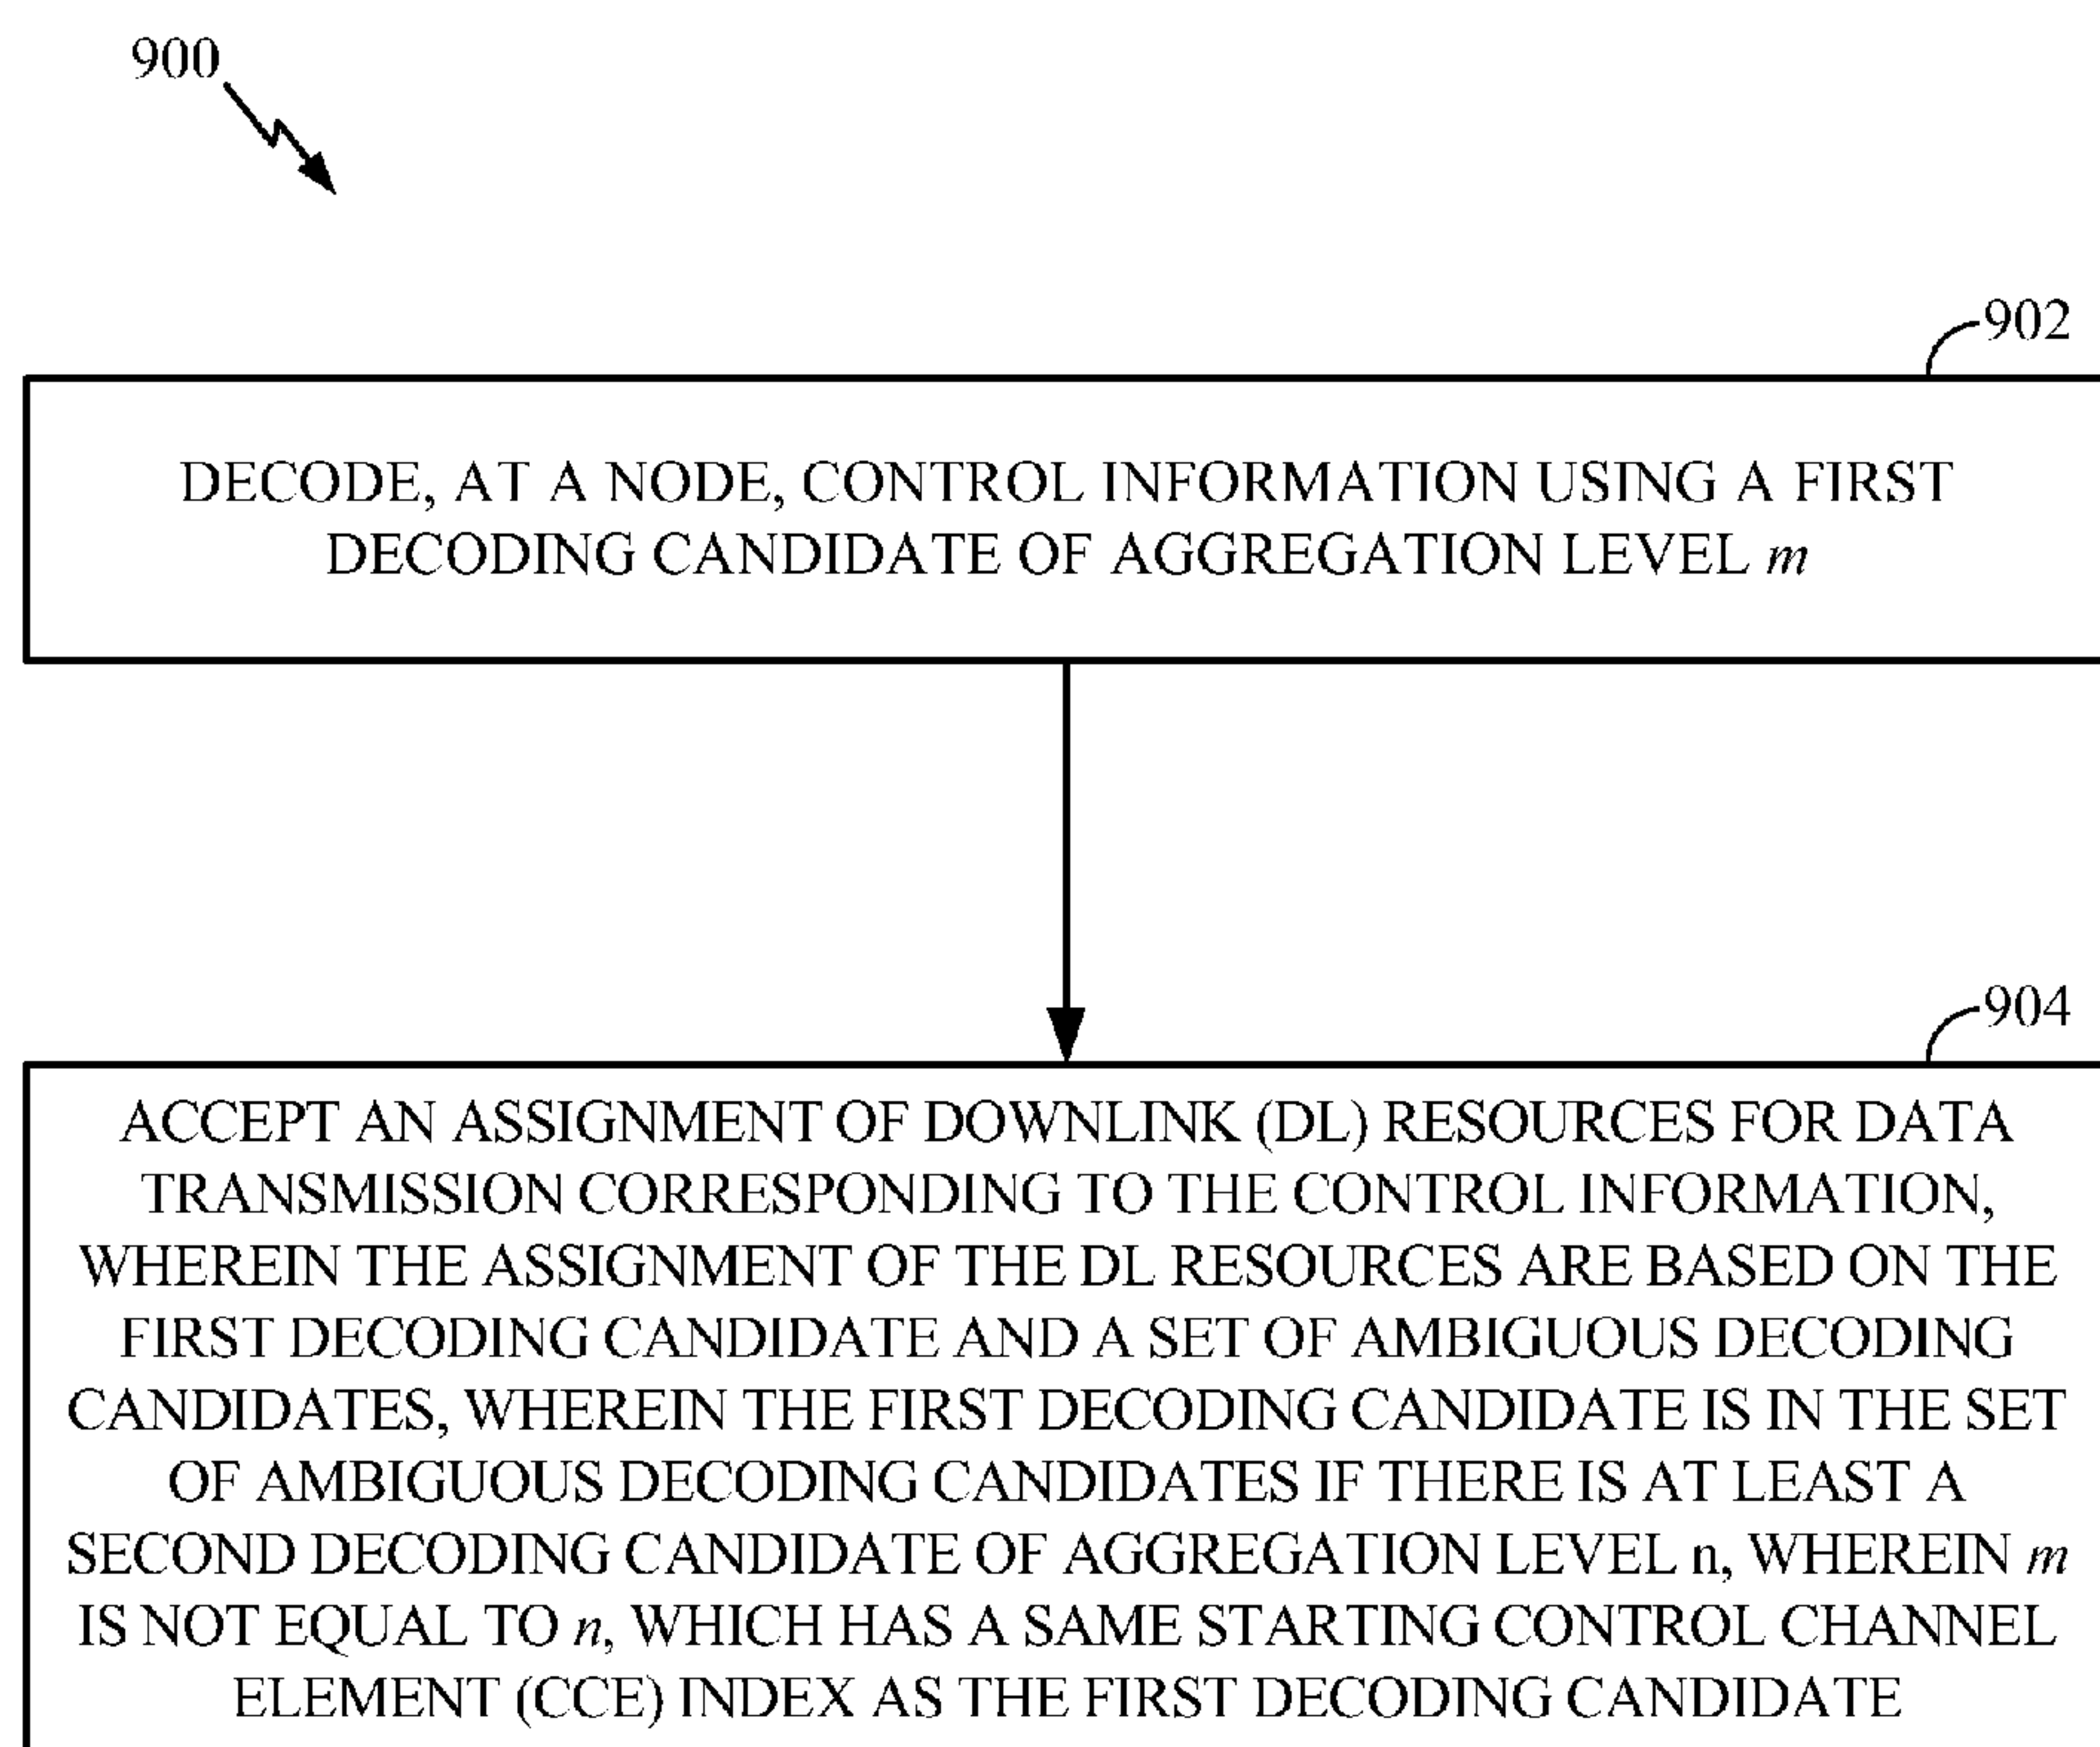 900
902
DECODE, AT A NODE, CONTROL INFORMATION USING A FIRST
DECODING CANDIDATE OF AGGREGATION LEVEL m
904
ACCEPT AN ASSIGNMENT OF DOWNLINK (DL) RESOURCES FOR DATA
TRANSMISSION CORRESPONDING TO THE CONTROL INFORMATION,
WHEREIN THE ASSIGNMENT OF THE DL RESOURCES ARE BASED ON THE
FIRST DECODING CANDIDATE AND A SET OF AMBIGUOUS DECODING
CANDIDATES, WHEREIN THE FIRST DECODING CANDIDATE IS IN THE SET
OF AMBIGUOUS DECODING CANDIDATES IF THERE IS AT LEAST A
SECOND DECODING CANDIDATE OF AGGREGATION LEVEL n, WHEREIN m
IS NOT EQUAL TO n, WHICH HAS A SAME STARTING CONTROL CHANNEL
ELEMENT (CCE) INDEX AS THE FIRST DECODING CANDIDATE